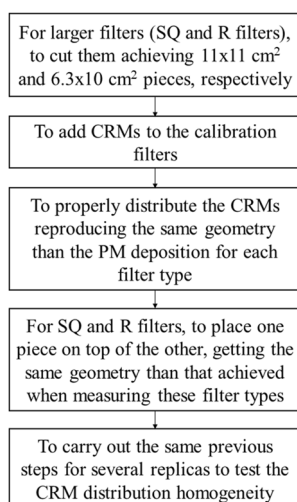 For larger filters (SQ and R filters),
to cut them achieving 11x11 cm²
and 6.3x10 cm² pieces, respectively
To add CRMs to the calibration
filters
To properly distribute the CRMs
reproducing the same geometry
than the PM deposition for each
filter type
For SQ and R filters, to place one
piece on top of the other, getting the
same geometry than that achieved
when measuring these filter types
To carry out the same previous
steps for several replicas to test the
CRM distribution homogeneity